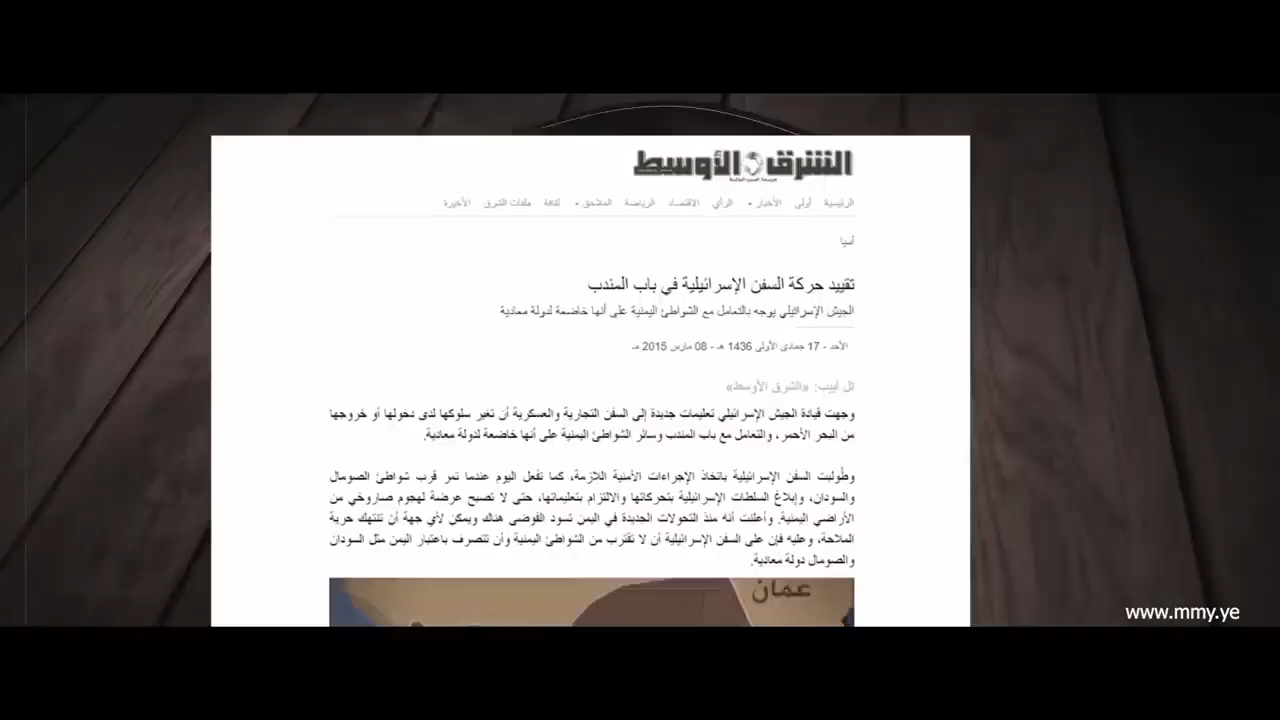 الشرق الأوسط
جريدة العرب الدولية
الرئيسية أولى الأخبار الرأي الاقتصاد الرياضة الملاحق ثقافة ملفات الشرق الأخيرة
آسيا
تقييد حركة السفن الإسرائيلية في باب المندب
الجيش الإسرائيلي يوجه بالتعامل مع الشواطئ اليمنية على أنها خاضعة لدولة معادية
الأحد - 17 جمادى الأولى 1436 هـ - 08 مارس 2015 مـ
تل أبيب: «الشرق الأوسط»
وجهت قيادة الجيش الإسرائيلي تعليمات جديدة إلى السفن التجارية والعسكرية أن تغير سلوكها لدى دخولها أو خروجها
من البحر الأحمر، والتعامل مع باب المندب وسائر الشواطئ اليمنية على أنها خاضعة لدولة معادية.
وطُولبت السفن الإسرائيلية باتخاذ الإجراءات الأمنية اللازمة، كما تفعل اليوم عندما تمر قرب شواطئ الصومال
والسودان، وإبلاغ السلطات الإسرائيلية بتحركاتها والالتزام بتعليماتها، حتى لا تصبح عرضة لهجوم صاروخي من
الأراضي اليمنية. وأعلنت أنه منذ التحولات الجديدة في اليمن تسود الفوضى هناك ويمكن لأي جهة أن تنتهك حرية
الملاحة، وعليه فإن على السفن الإسرائيلية أن لا تقترب من الشواطئ اليمنية وأن تتصرف باعتبار اليمن مثل السودان
والصومال دولة معادية.
عمان
www.mmy.ye